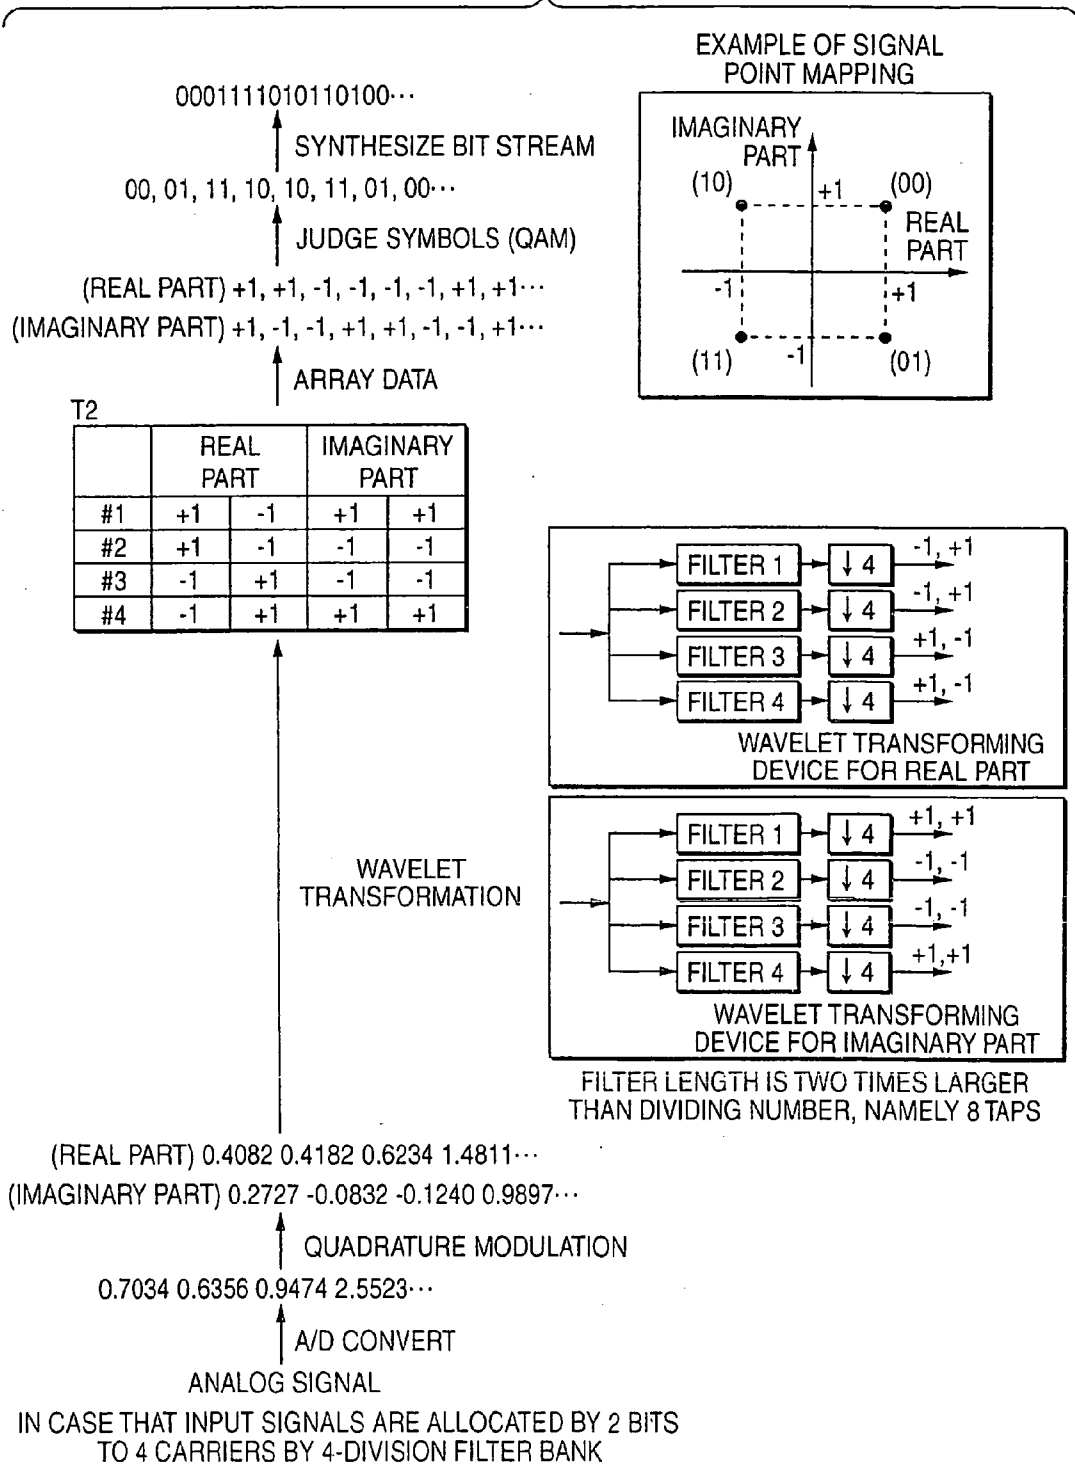 EXAMPLE OF SIGNAL
POINT MAPPING
IMAGINARY
PART
(10)
+1
(00)
REAL
PART
-1
+1
(11)
-1
(01)
0001111010110100···
SYNTHESIZE BIT STREAM
00, 01, 11, 10, 10, 11, 01, 00···
JUDGE SYMBOLS (QAM)
(REAL PART) +1, +1, -1, -1, -1, -1, +1, +1···
(IMAGINARY PART) +1, -1, -1, +1, +1, -1, -1, +1···
ARRAY DATA
T2
REAL PART IMAGINARY PART
#1 +1 -1 +1 +1
#2 +1 -1 -1 -1
#3 -1 +1 -1 -1
#4 -1 +1 +1 +1
FILTER 1 ↓ 4 -1, +1
FILTER 2 ↓ 4 -1, +1
FILTER 3 ↓ 4 +1, -1
FILTER 4 ↓ 4 +1, -1
WAVELET TRANSFORMING
DEVICE FOR REAL PART
FILTER 1 ↓ 4 +1, +1
FILTER 2 ↓ 4 -1, -1
FILTER 3 ↓ 4 -1, -1
FILTER 4 ↓ 4 +1,+1
WAVELET TRANSFORMING
DEVICE FOR IMAGINARY PART
FILTER LENGTH IS TWO TIMES LARGER
THAN DIVIDING NUMBER, NAMELY 8 TAPS
WAVELET
TRANSFORMATION
(REAL PART) 0.4082 0.4182 0.6234 1.4811···
(IMAGINARY PART) 0.2727 -0.0832 -0.1240 0.9897···
QUADRATURE MODULATION
0.7034 0.6356 0.9474 2.5523···
A/D CONVERT
ANALOG SIGNAL
IN CASE THAT INPUT SIGNALS ARE ALLOCATED BY 2 BITS
TO 4 CARRIERS BY 4-DIVISION FILTER BANK